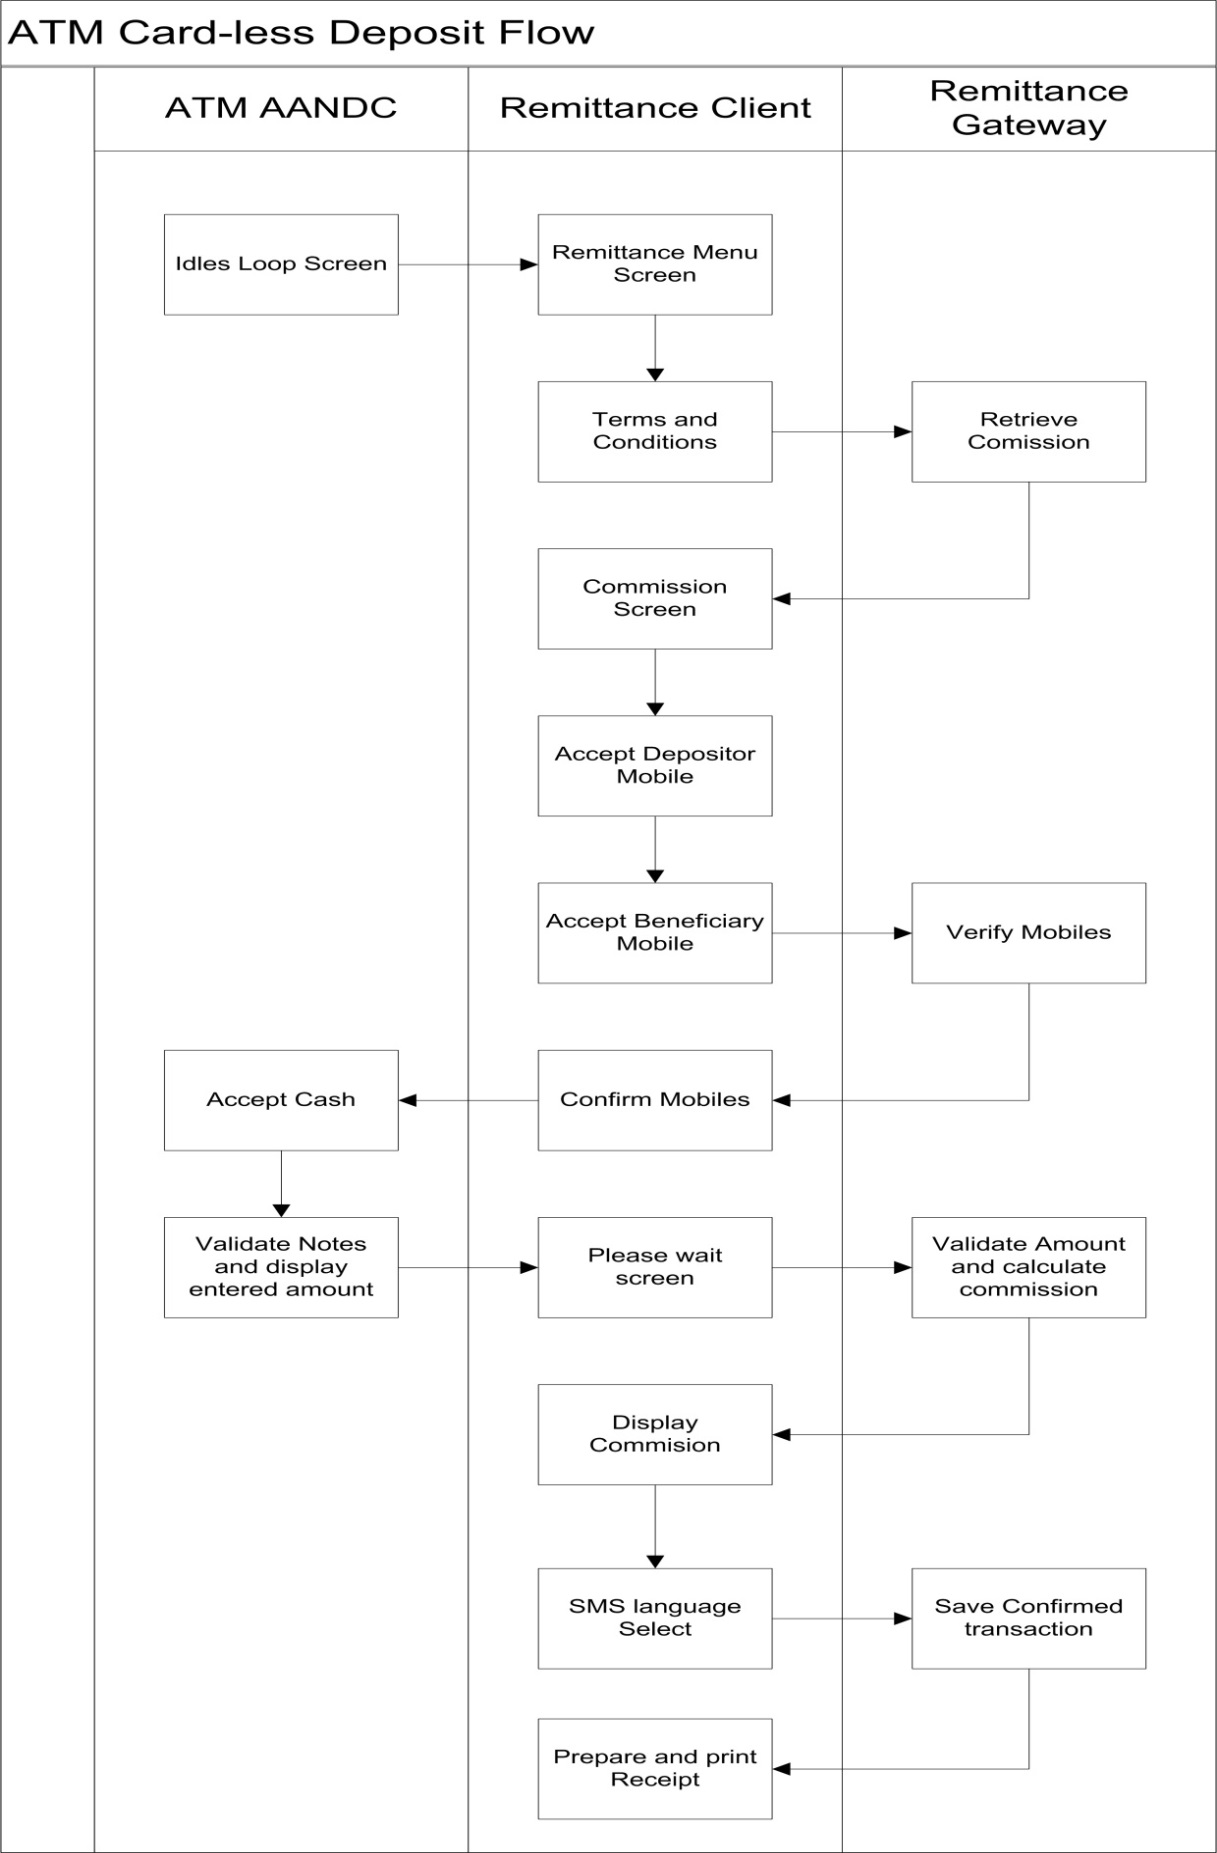 ATM Card-less Deposit Flow
ATM AANDC
Remittance Client
Remittance
Gateway
Idles Loop Screen
Remittance Menu
Screen
Terms and
Conditions
Retrieve
Comission
Commission
Screen
Accept Depositor
Mobile
Accept Beneficiary
Mobile
Verify Mobiles
Accept Cash
Confirm Mobiles
Validate Notes
and display
entered amount
Please wait
screen
Validate Amount
and calculate
commission
Display
Commision
SMS language
Select
Save Confirmed
transaction
Prepare and print
Receipt